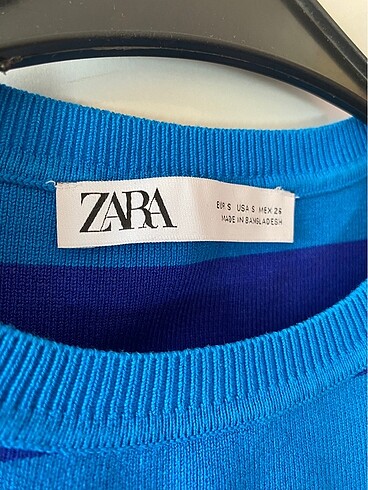 ZARA
EUR S USA S MEX 26
MADE IN BANGLADESH